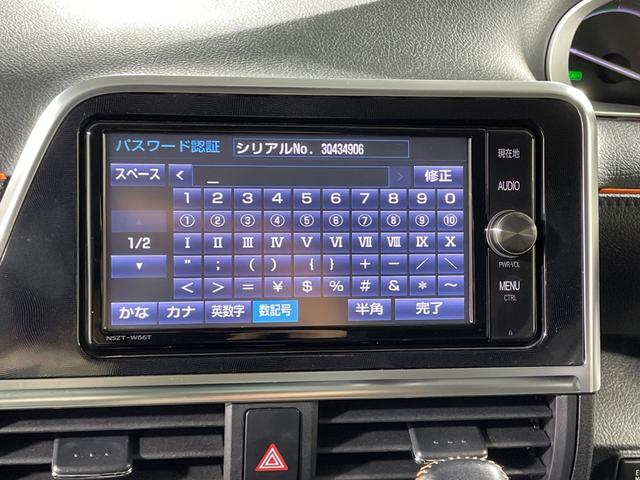 パスワード認証 シリアルNo. 3Q434906
スペース < _ > 修正
1 2 3 4 5 6 7 8 9 0
① ② ③ ④ ⑤ ⑥ ⑦ ⑧ ⑨ ⑩
▲
1/2 Ⅰ Ⅱ Ⅲ Ⅳ Ⅴ Ⅵ Ⅶ Ⅷ Ⅸ Ⅹ
▼ " ; ( ) { } + − / \
< > = ¥ $ % # & * ~
かな カナ 英数字 数記号 半角 完了
現在地
AUDIO
PWR·VOL
MENU
CTRL
NSZT-W66T